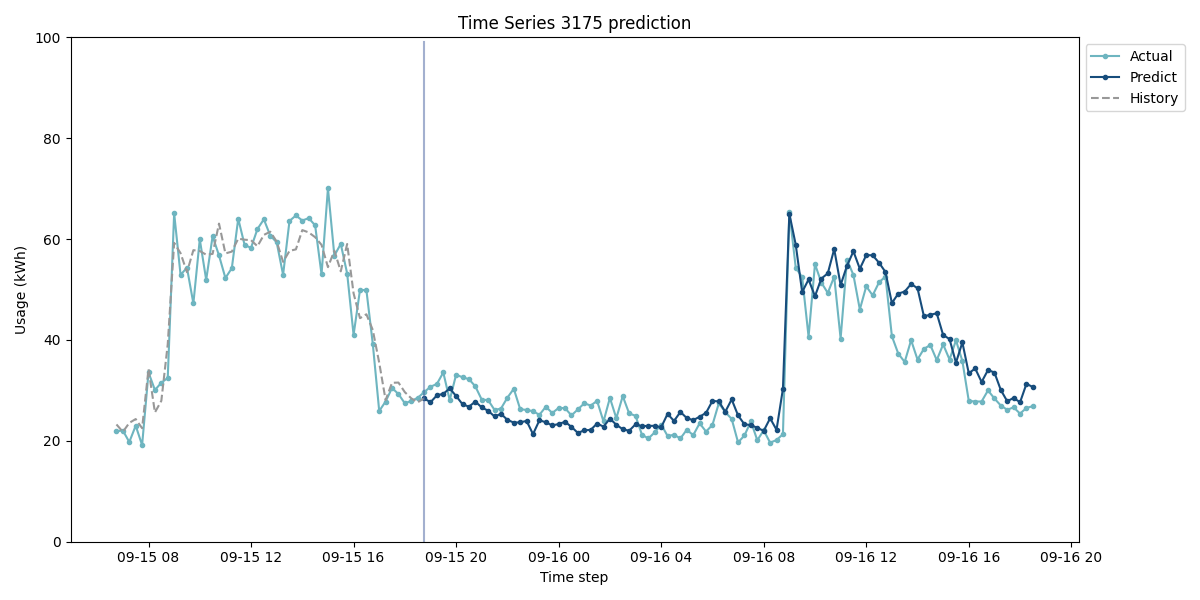 Time Series 3175 prediction
Usage (kWh)
100
80
60
40
20
0
09-15 08
09-15 12
09-15 16
09-15 20
09-16 00
09-16 04
09-16 08
09-16 12
09-16 16
09-16 20
Time step
Actual
Predict
History